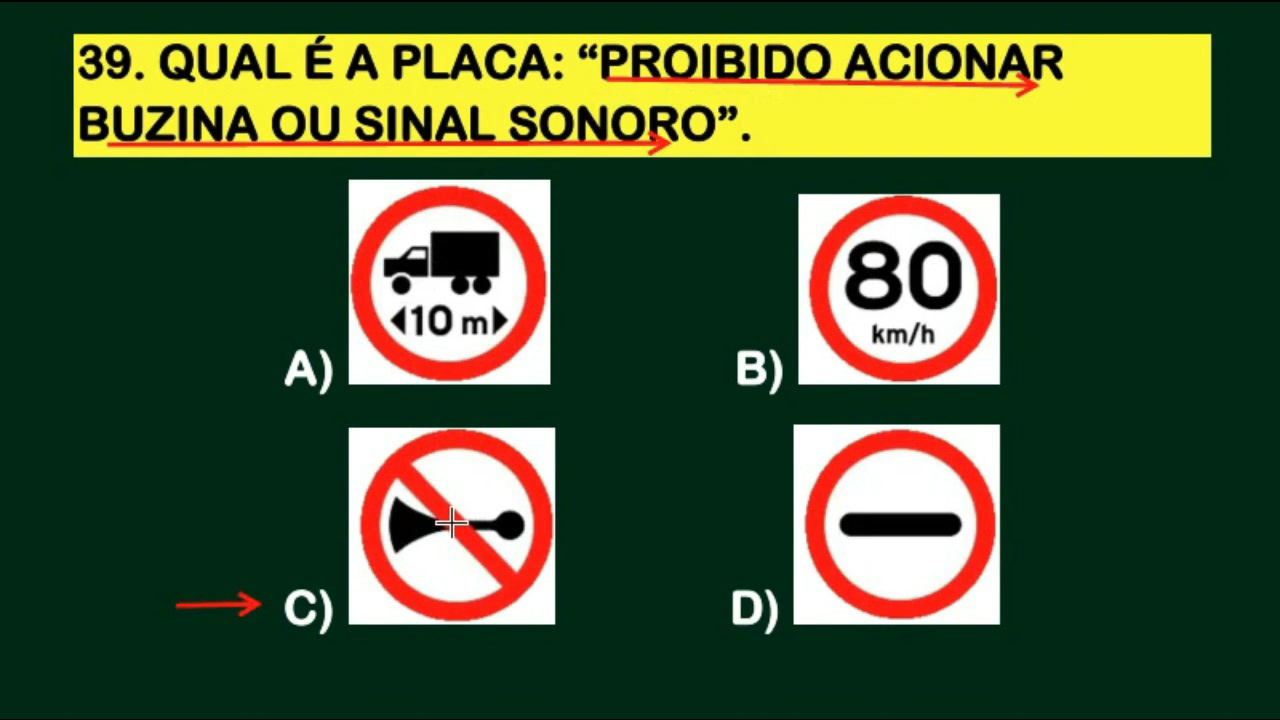 39. QUAL É A PLACA: “PROIBIDO ACIONAR
BUZINA OU SINAL SONORO”.
10 m
A)
80
km/h
B)
C)
D)